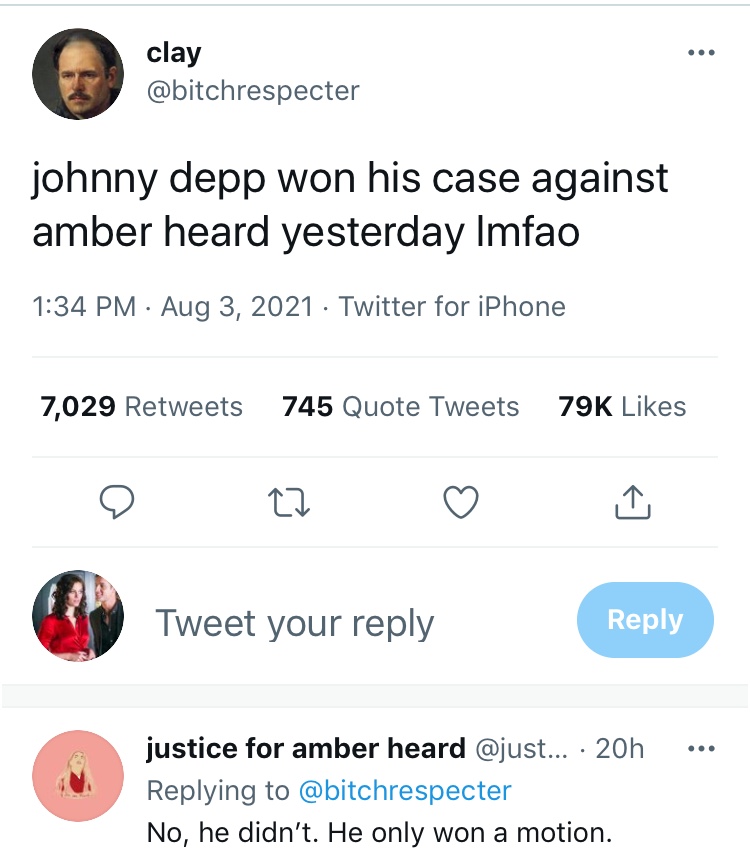 clay
@bitchrespecter
johnny depp won his case against
amber heard yesterday lmfao
1:34 PM · Aug 3, 2021 · Twitter for iPhone
7,029 Retweets 745 Quote Tweets 79K Likes
Tweet your reply
Reply
justice for amber heard @just... · 20h
Replying to @bitchrespecter
No, he didn’t. He only won a motion.